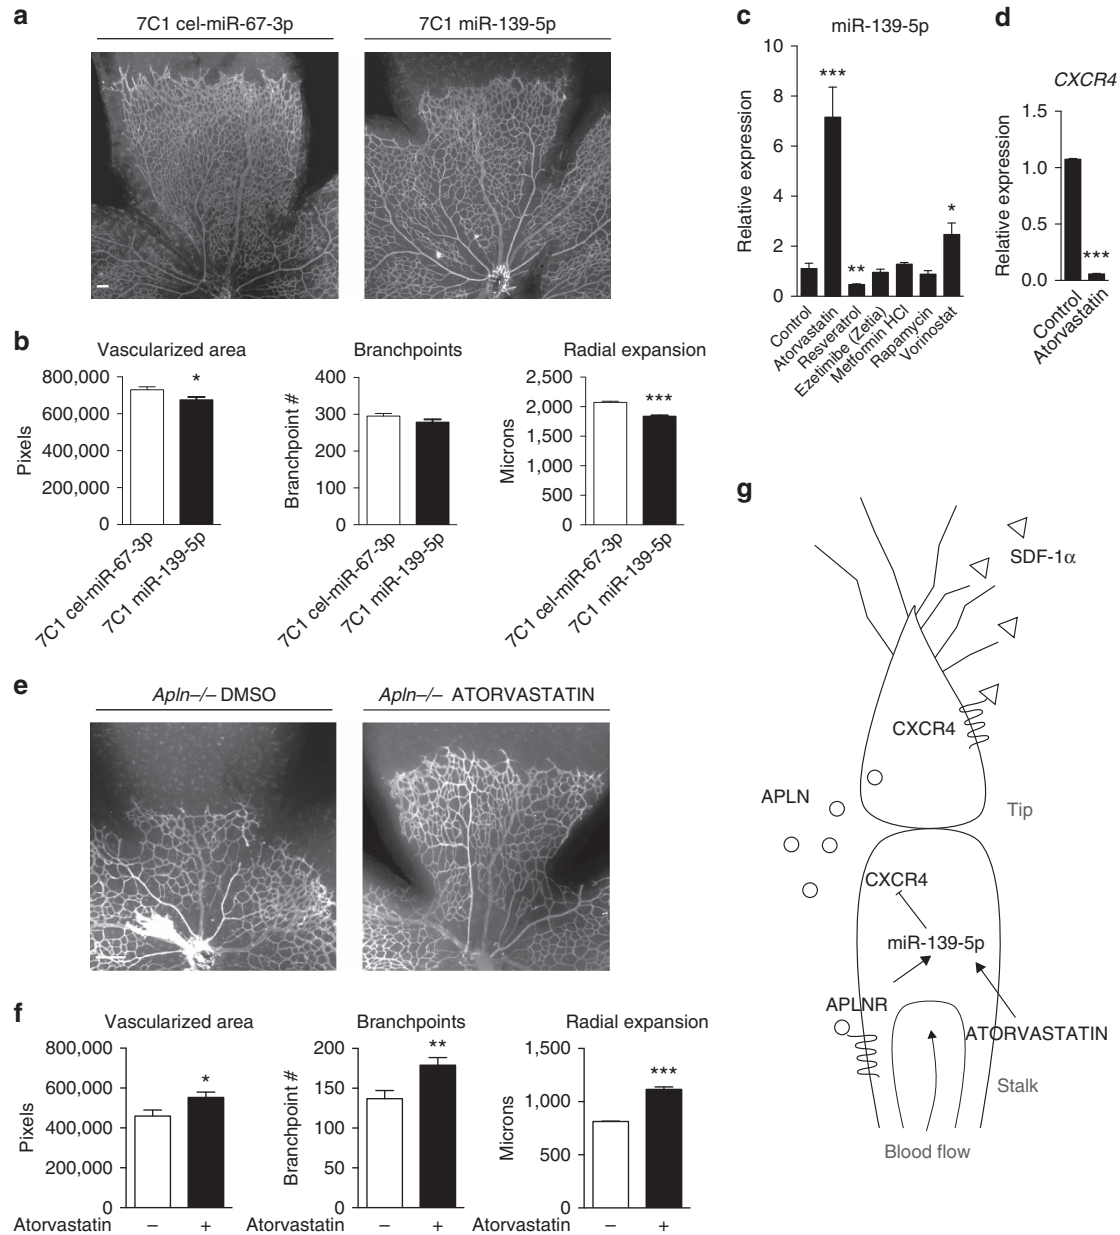 a
7C1 cel-miR-67-3p
7C1 miR-139-5p
b
Vascularized area
Pixels
800,000
600,000
400,000
200,000
0
*
7C1 cel-miR-67-3p
7C1 miR-139-5p
Branchpoints
Branchpoint #
400
300
200
100
0
7C1 cel-miR-67-3p
7C1 miR-139-5p
Radial expansion
Microns
2,500
2,000
1,500
1,000
500
0
***
7C1 cel-miR-67-3p
7C1 miR-139-5p
c
miR-139-5p
Relative expression
10
8
6
4
2
0
***
**
*
Control
Atorvastatin
Resveratrol
Ezetimibe (Zetia)
Metformin HCl
Rapamycin
Vorinostat
d
CXCR4
Relative expression
1.5
1.0
0.5
0.0
***
Control
Atorvastatin
e
Apln–/– DMSO
Apln–/– ATORVASTATIN
f
Vascularized area
Pixels
800,000
600,000
400,000
200,000
0
*
Atorvastatin – +
Branchpoints
Branchpoint #
200
150
100
50
0
**
Atorvastatin – +
Radial expansion
Microns
1,500
1,000
500
0
***
Atorvastatin – +
g
SDF-1α
CXCR4
APLN
Tip
CXCR4
miR-139-5p
APLNR
ATORVASTATIN
Stalk
Blood flow